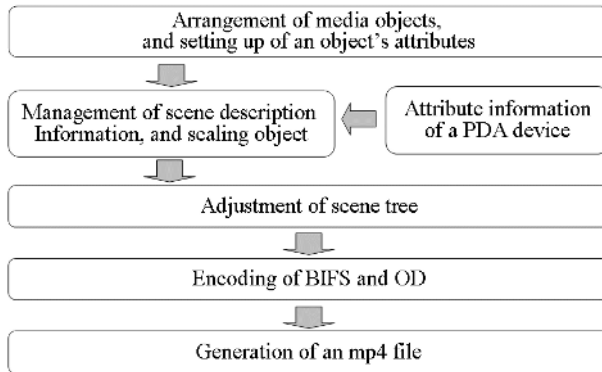 Arrangement of media objects,
and setting up of an object's attributes
Management of scene description
Information, and scaling object
Attribute information
of a PDA device
Adjustment of scene tree
Encoding of BIFS and OD
Generation of an mp4 file